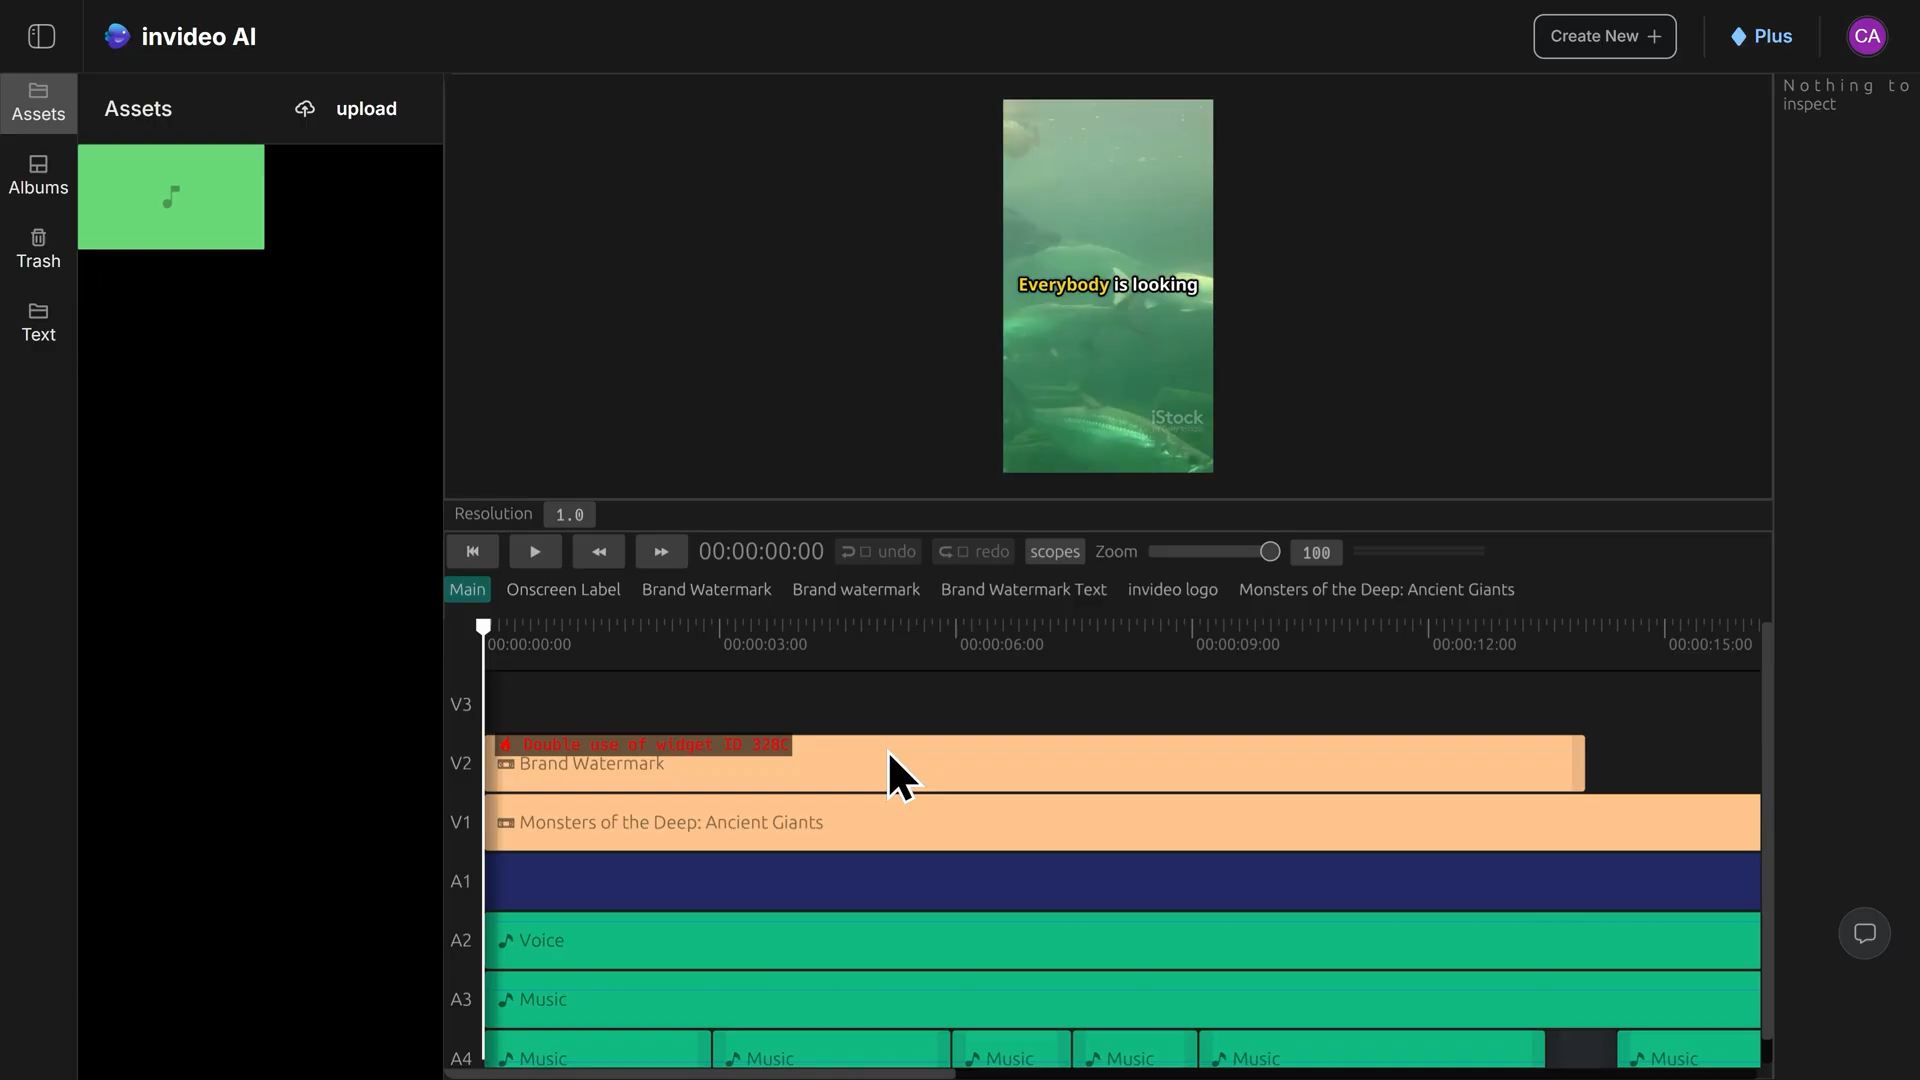 invideo AI
Create New +
Plus
CA
Assets
Albums
Trash
Text
Assets
upload
Everybody is looking
iStock
Nothing to
inspect
Resolution 1.0
00:00:00:00
undo
redo
scopes
Zoom
100
Main
Onscreen Label
Brand Watermark
Brand watermark
Brand Watermark Text
invideo logo
Monsters of the Deep: Ancient Giants
00:00:00:00
00:00:03:00
00:00:06:00
00:00:09:00
00:00:12:00
00:00:15:00
V3
Double use of widget ID 328C
V2
Brand Watermark
V1
Monsters of the Deep: Ancient Giants
A1
A2
Voice
A3
Music
A4
Music
Music
Music
Music
Music
Music